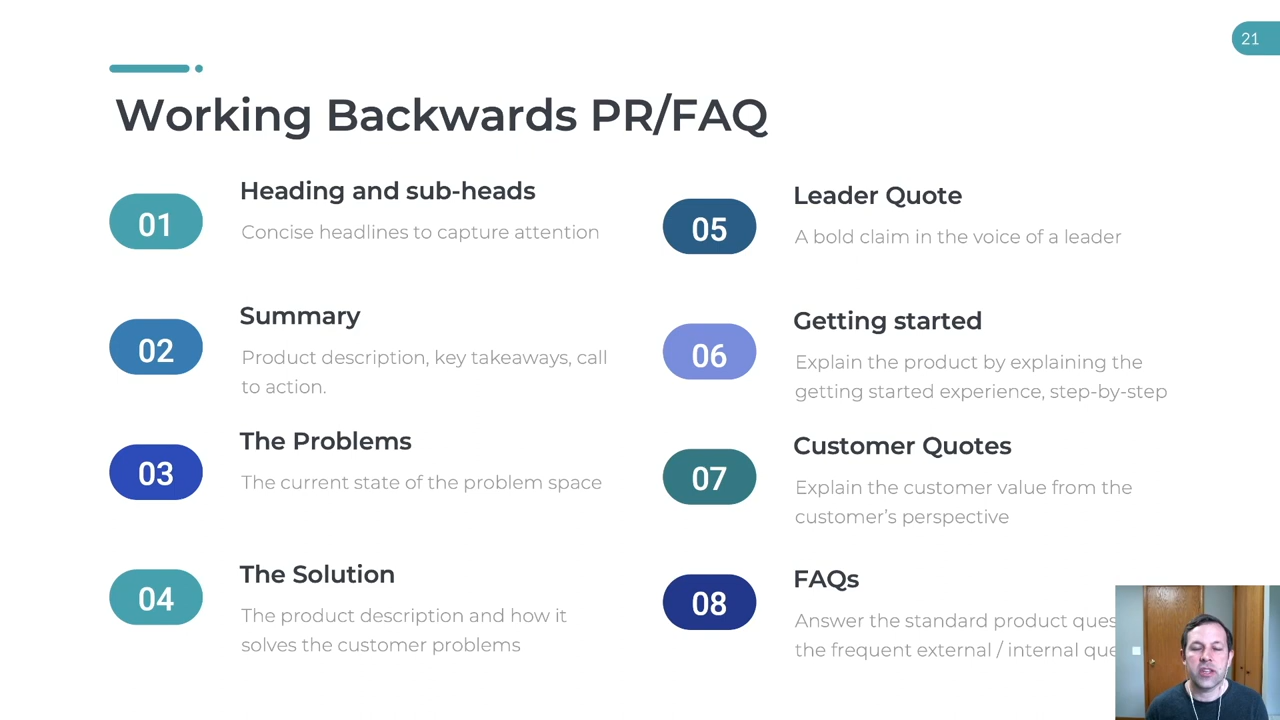 21
Working Backwards PR/FAQ
01
Heading and sub-heads
Concise headlines to capture attention
02
Summary
Product description, key takeaways, call
to action.
03
The Problems
The current state of the problem space
04
The Solution
The product description and how it
solves the customer problems
05
Leader Quote
A bold claim in the voice of a leader
06
Getting started
Explain the product by explaining the
getting started experience, step-by-step
07
Customer Quotes
Explain the customer value from the
customer’s perspective
08
FAQs
Answer the standard product
the frequent external / internal